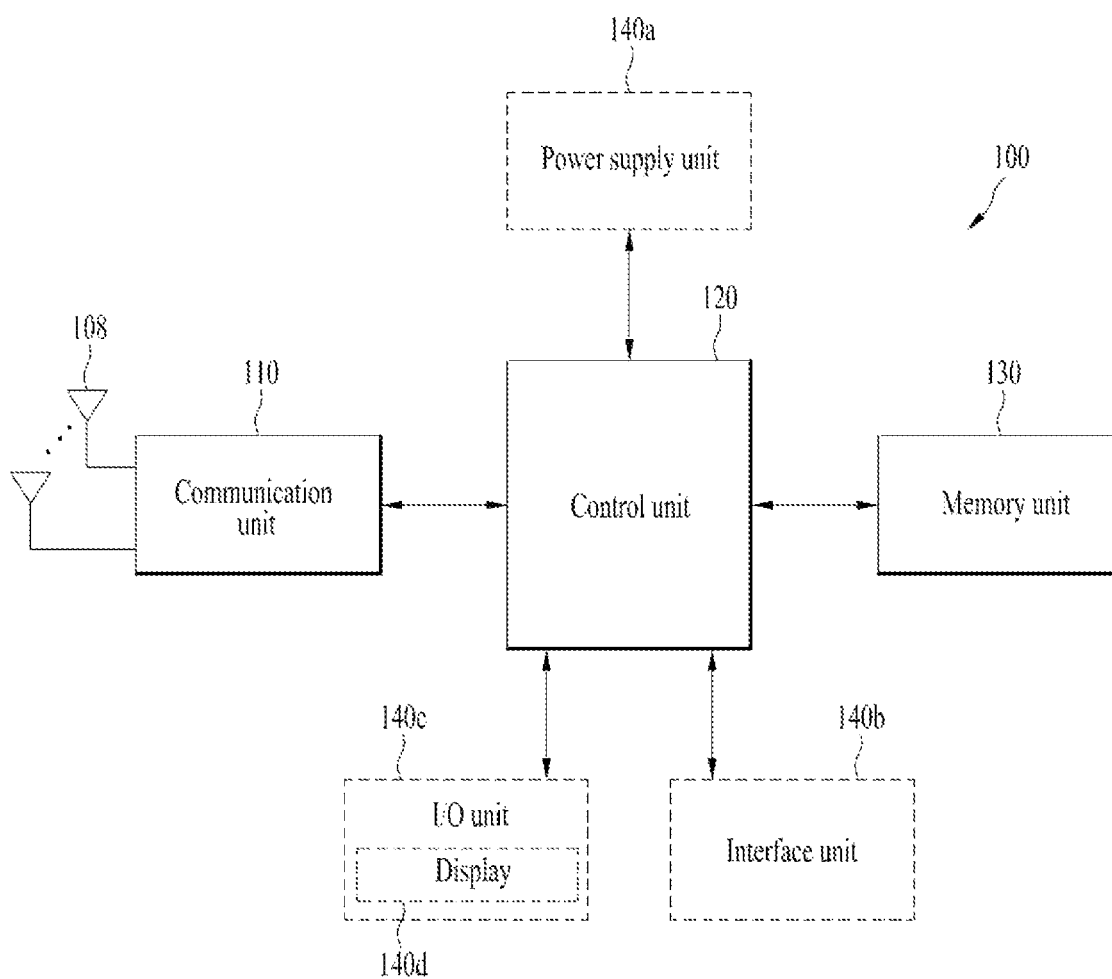 140a
Power supply unit
100
120
108
110
130
Communication
unit
Control unit
Memory unit
140c
140b
I/O unit
Interface unit
Display
140d